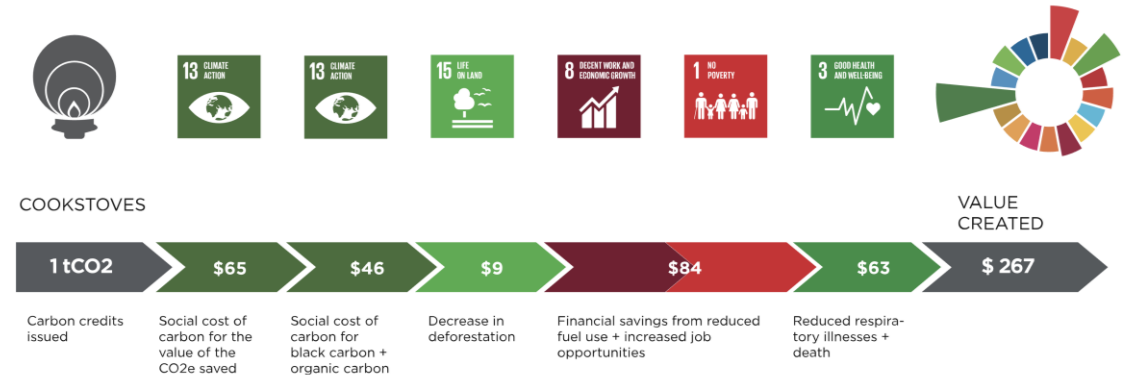 13 CLIMATE
ACTION
13 CLIMATE
ACTION
15 LIFE
ON LAND
8 DECENT WORK AND
ECONOMIC GROWTH
1 NO
POVERTY
3 GOOD HEALTH
AND WELL-BEING
COOKSTOVES
VALUE
CREATED
1 tCO2
$65
$46
$9
$84
$63
$ 267
Carbon credits
issued
Social cost of
carbon for the
value of the
CO2e saved
Social cost of
carbon for
black carbon +
organic carbon
Decrease in
deforestation
Financial savings from reduced
fuel use + increased job
opportunities
Reduced respira-
tory illnesses +
death